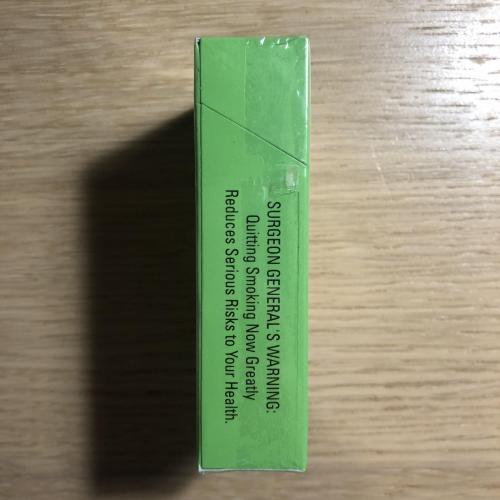 SURGEON GENERAL'S WARNING:
Quitting Smoking Now Greatly
Reduces Serious Risks to Your Health.